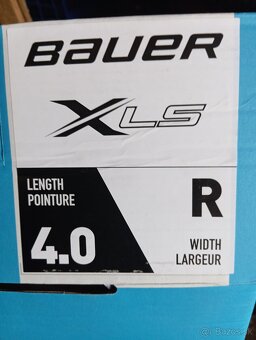 BAUER
XLS
LENGTH
POINTURE
4.0
R
WIDTH
LARGEUR